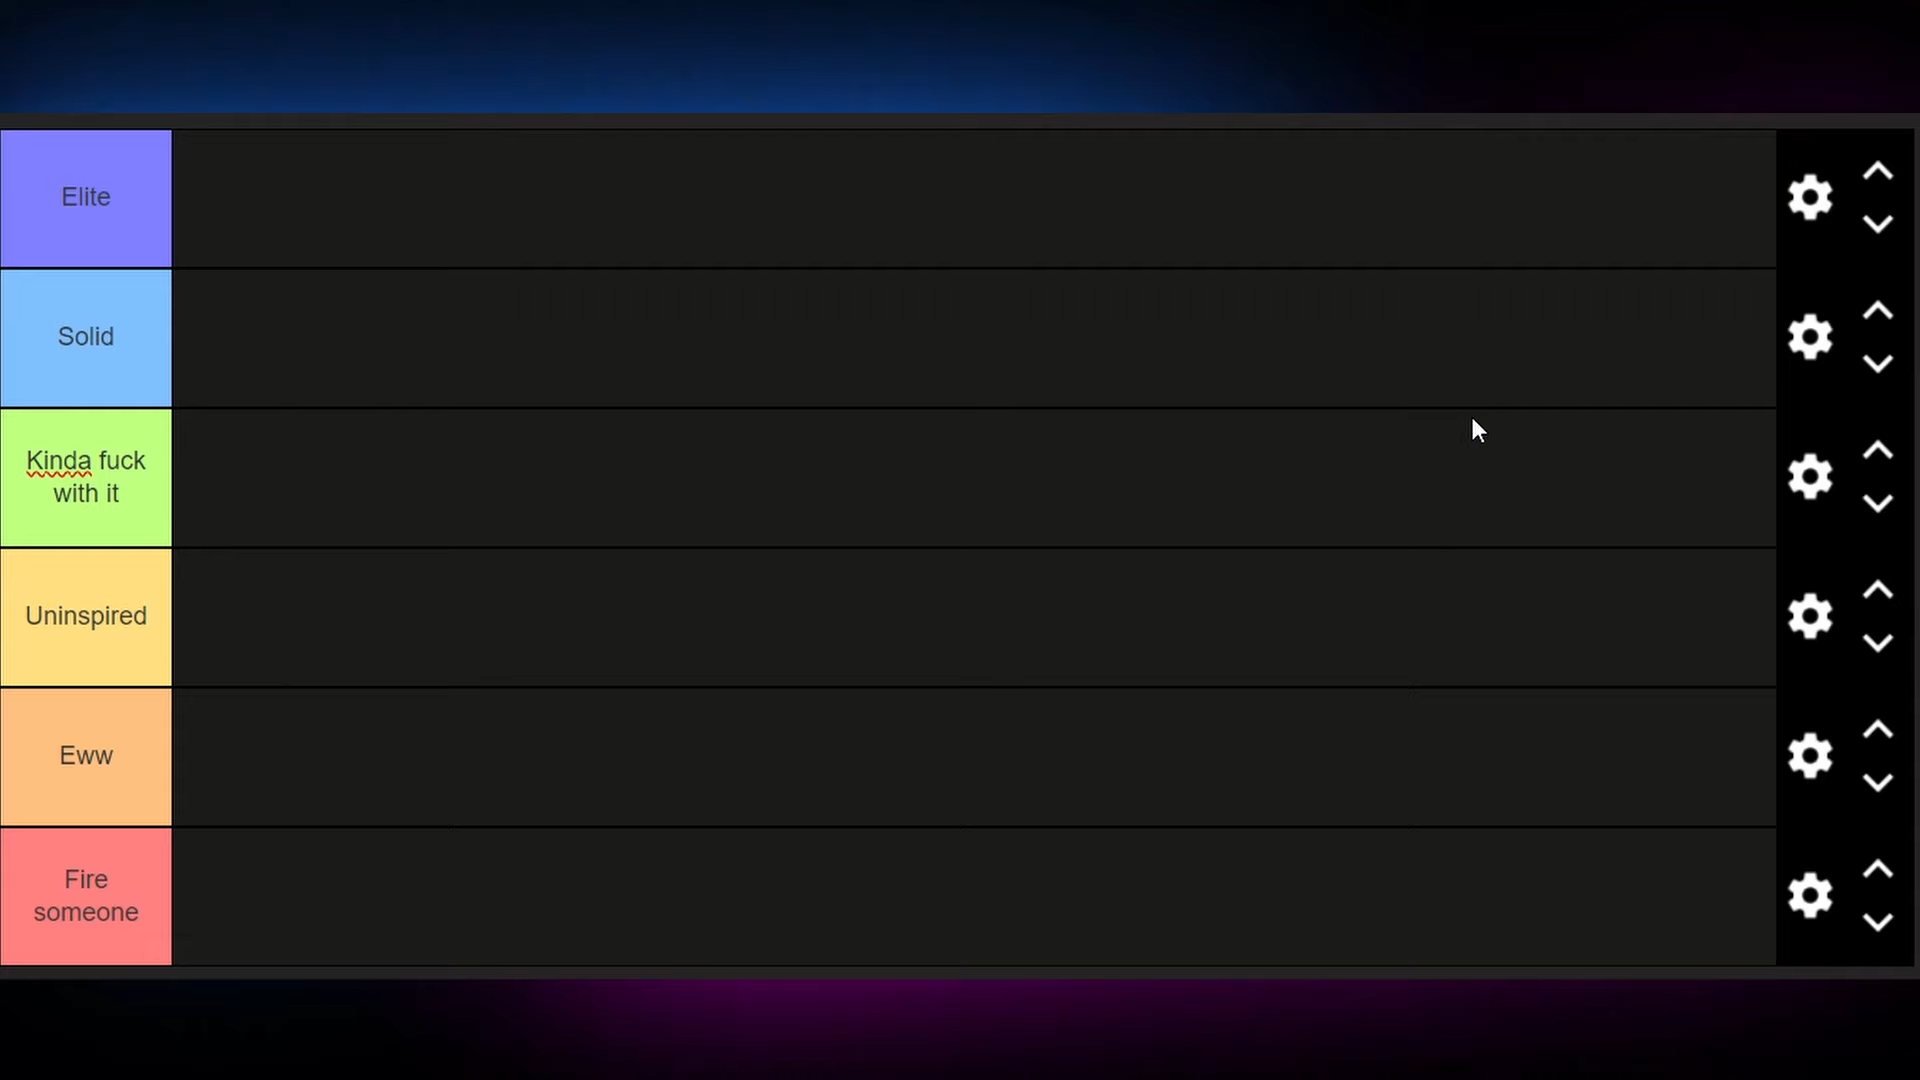 Elite
Solid
Kinda fuck
with it
Uninspired
Eww
Fire
someone